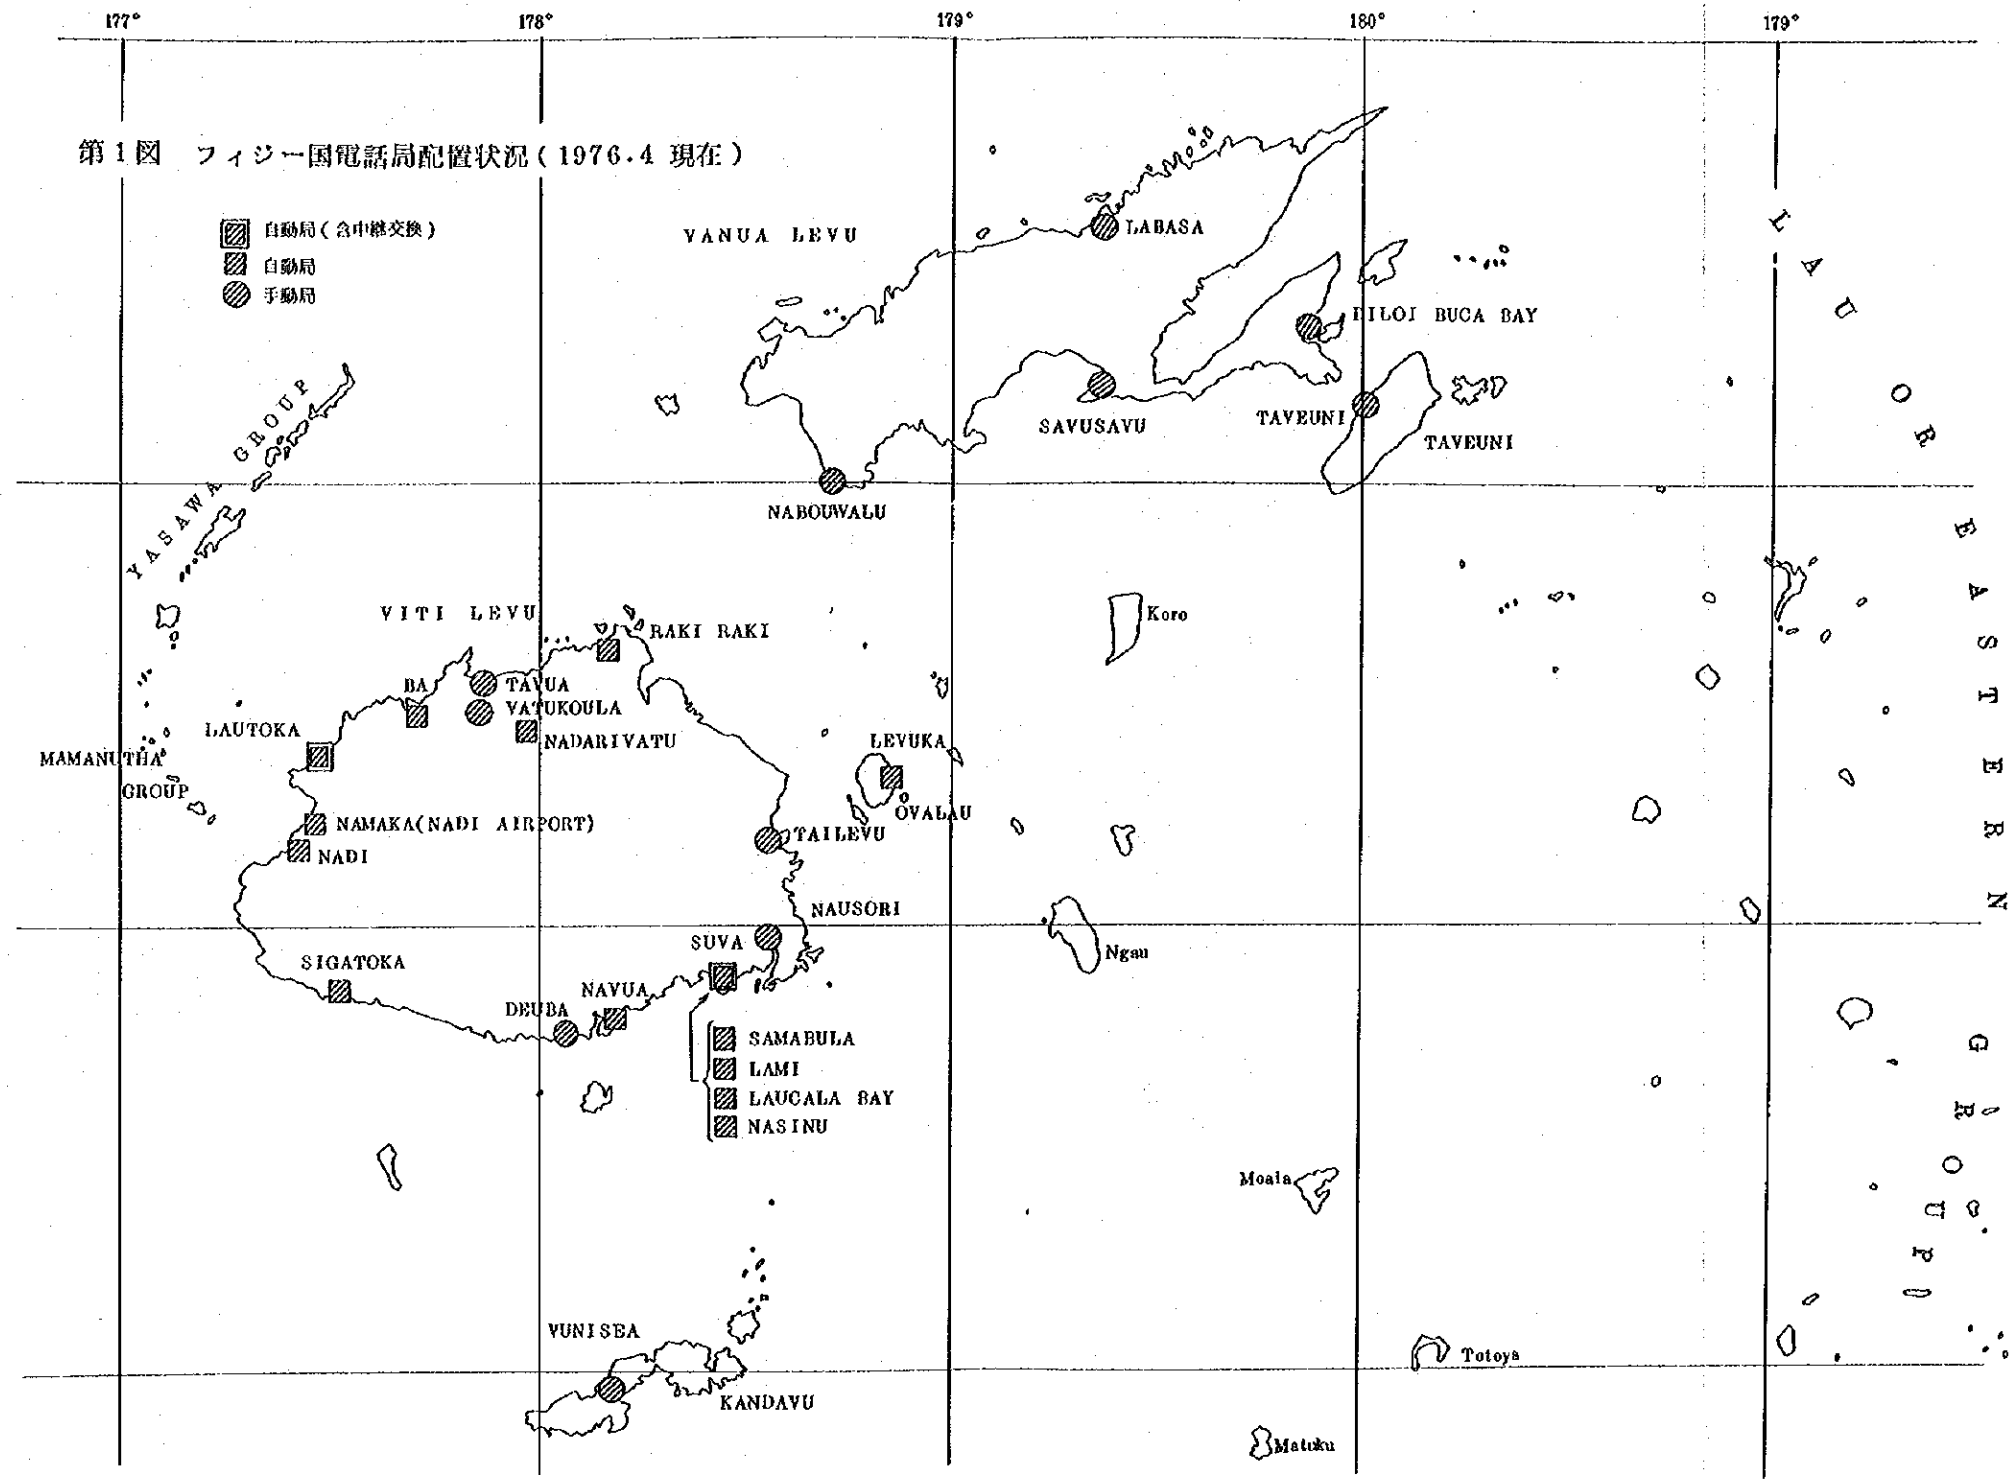 177° 178° 179° 180° 179°
第1図 フィジー国電話局配置状況(1976.4 現在)
自動局(含中継交換)
自動局
手動局
VANUA LEVU
LABASA
BUCA BAY
SAVUSAVU
TAVEUNI
TAVEUNI
NABOUWALU
YASAWA GROUP
LAU OR EASTERN GROUP
VITI LEVU
RAKI RAKI
Koro
BA
TAVUA
VATUKOULA
NADARIVATU
LAUTOKA
LEVUKA
OVALAU
MAMANUTHA
GROUP
NAMAKA(NADI AIRPORT)
NADI
TAILEVU
NAUSORI
SUVA
Ngau
SIGATOKA
NAVUA
DEUBA
SAMABULA
LAMI
LAUCALA BAY
NASINU
Moala
VUNISEA
KANDAVU
Totoya
Matuku